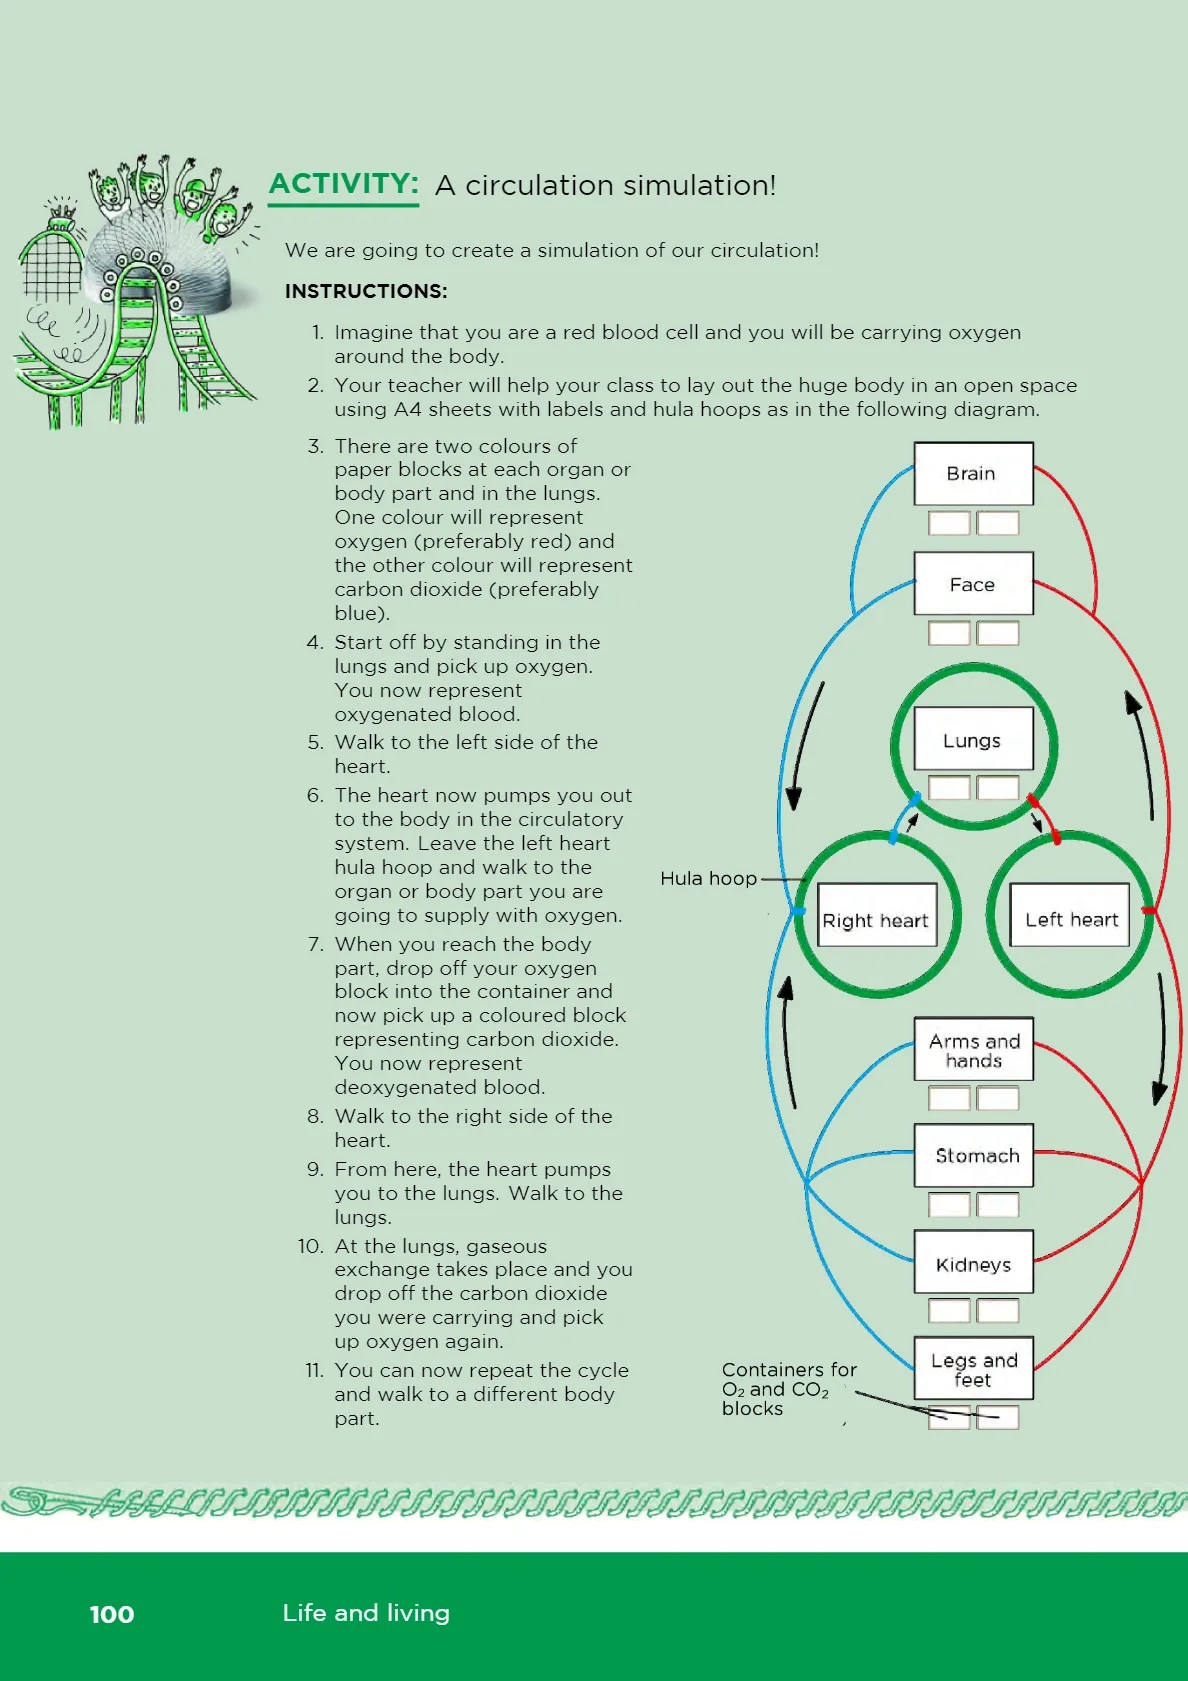 ACTIVITY: A circulation simulation!
We are going to create a simulation of our circulation!
INSTRUCTIONS:
1. Imagine that you are a red blood cell and you will be carrying oxygen
around the body.
2. Your teacher will help your class to lay out the huge body in an open space
using A4 sheets with labels and hula hoops as in the following diagram.
3. There are two colours of
paper blocks at each organ or
body part and in the lungs.
One colour will represent
oxygen (preferably red) and
the other colour will represent
carbon dioxide (preferably
blue).
4. Start off by standing in the
lungs and pick up oxygen.
You now represent
oxygenated blood.
5. Walk to the left side of the
heart.
6. The heart now pumps you out
to the body in the circulatory
system. Leave the left heart
hula hoop and walk to the
organ or body part you are
going to supply with oxygen.
7. When you reach the body
part, drop off your oxygen
block into the container and
now pick up a coloured block
representing carbon dioxide.
You now represent
deoxygenated blood.
8. Walk to the right side of the
heart.
9. From here, the heart pumps
you to the lungs. Walk to the
lungs.
10. At the lungs, gaseous
exchange takes place and you
drop off the carbon dioxide
you were carrying and pick
up oxygen again.
11. You can now repeat the cycle
and walk to a different body
part.
Brain
Face
Lungs
Hula hoop
Right heart
Left heart
Arms and
hands
Stomach
Kidneys
Legs and
feet
Containers for
O₂ and CO₂
blocks
100
Life and living